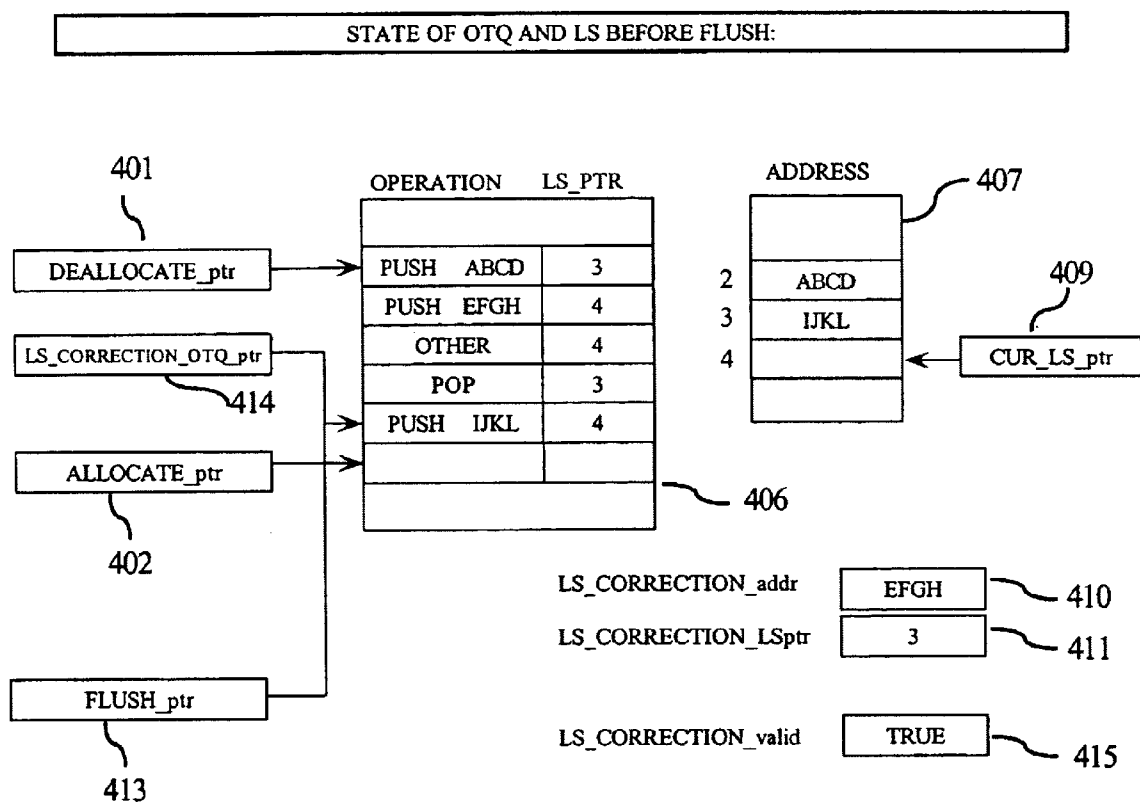 STATE OF OTQ AND LS BEFORE FLUSH:
401
OPERATION LS_PTR
ADDRESS
407
DEALLOCATE_ptr
PUSH ABCD 3
2 ABCD
409
PUSH EFGH 4
3 IJKL
LS_CORRECTION_OTQ_ptr
OTHER 4
4
CUR_LS_ptr
414
POP 3
PUSH IJKL 4
ALLOCATE_ptr
406
402
LS_CORRECTION_addr EFGH 410
LS_CORRECTION_LSptr 3 411
FLUSH_ptr
LS_CORRECTION_valid TRUE 415
413